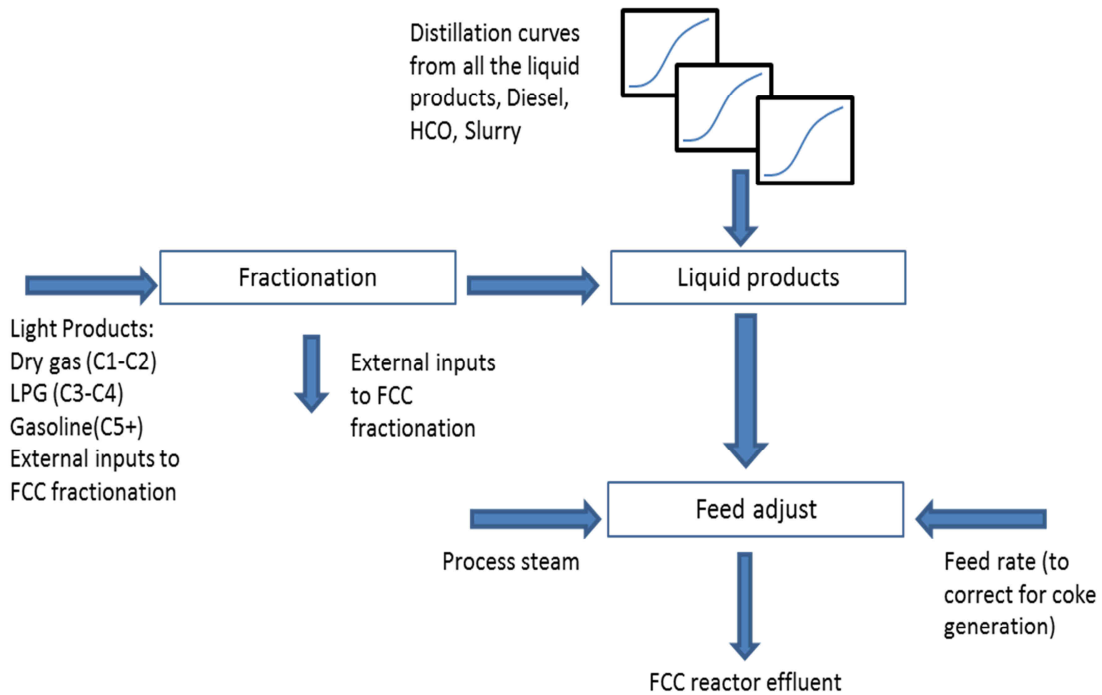 Distillation curves
from all the liquid
products, Diesel,
HCO, Slurry
Fractionation
Liquid products
Light Products:
Dry gas (C1-C2)
LPG (C3-C4)
Gasoline(C5+)
External inputs to
FCC fractionation
External inputs
to FCC
fractionation
Feed adjust
Process steam
Feed rate (to
correct for coke
generation)
FCC reactor effluent